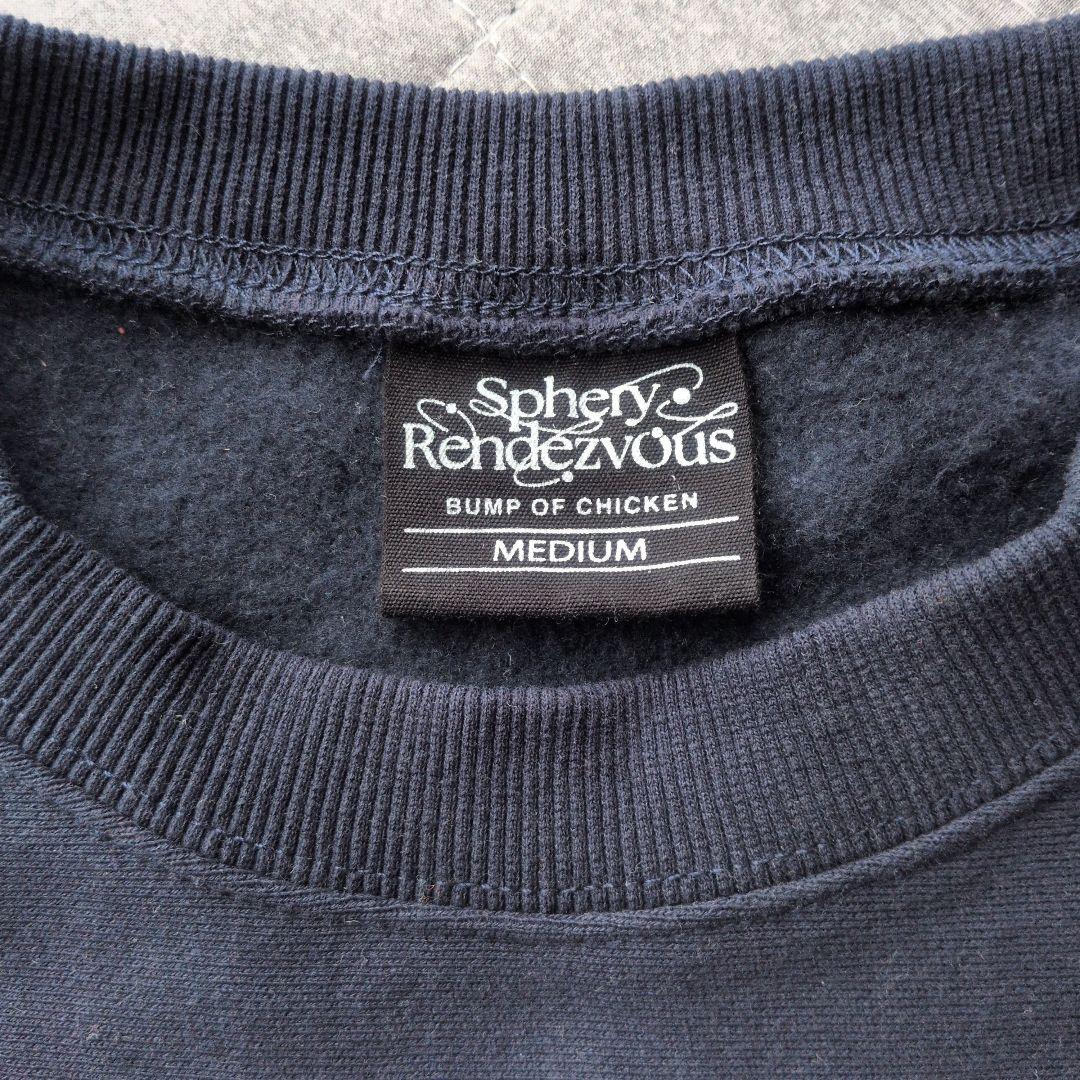 Sphery
Rendezvous
BUMP OF CHICKEN
MEDIUM